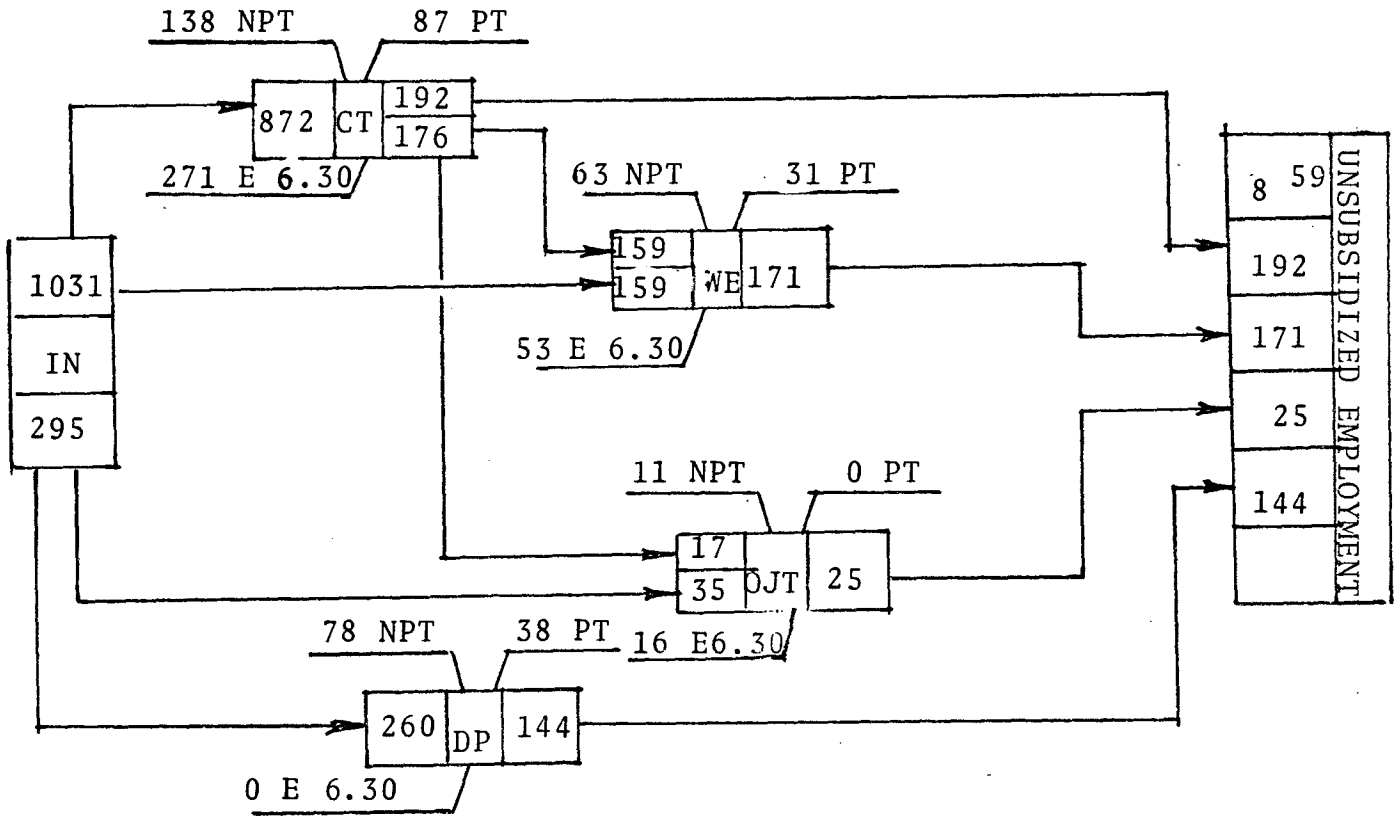 138 NPT 87 PT
872 CT 192
176
271 E 6.30
63 NPT 31 PT
159
159 WE 171
53 E 6.30
1031
IN
295
11 NPT 0 PT
17
35 OJT 25
16 E6.30
78 NPT 38 PT
260 DP 144
0 E 6.30
8 59
192
171
25
144
UNSUBSIDIZED EMPLOYMENT